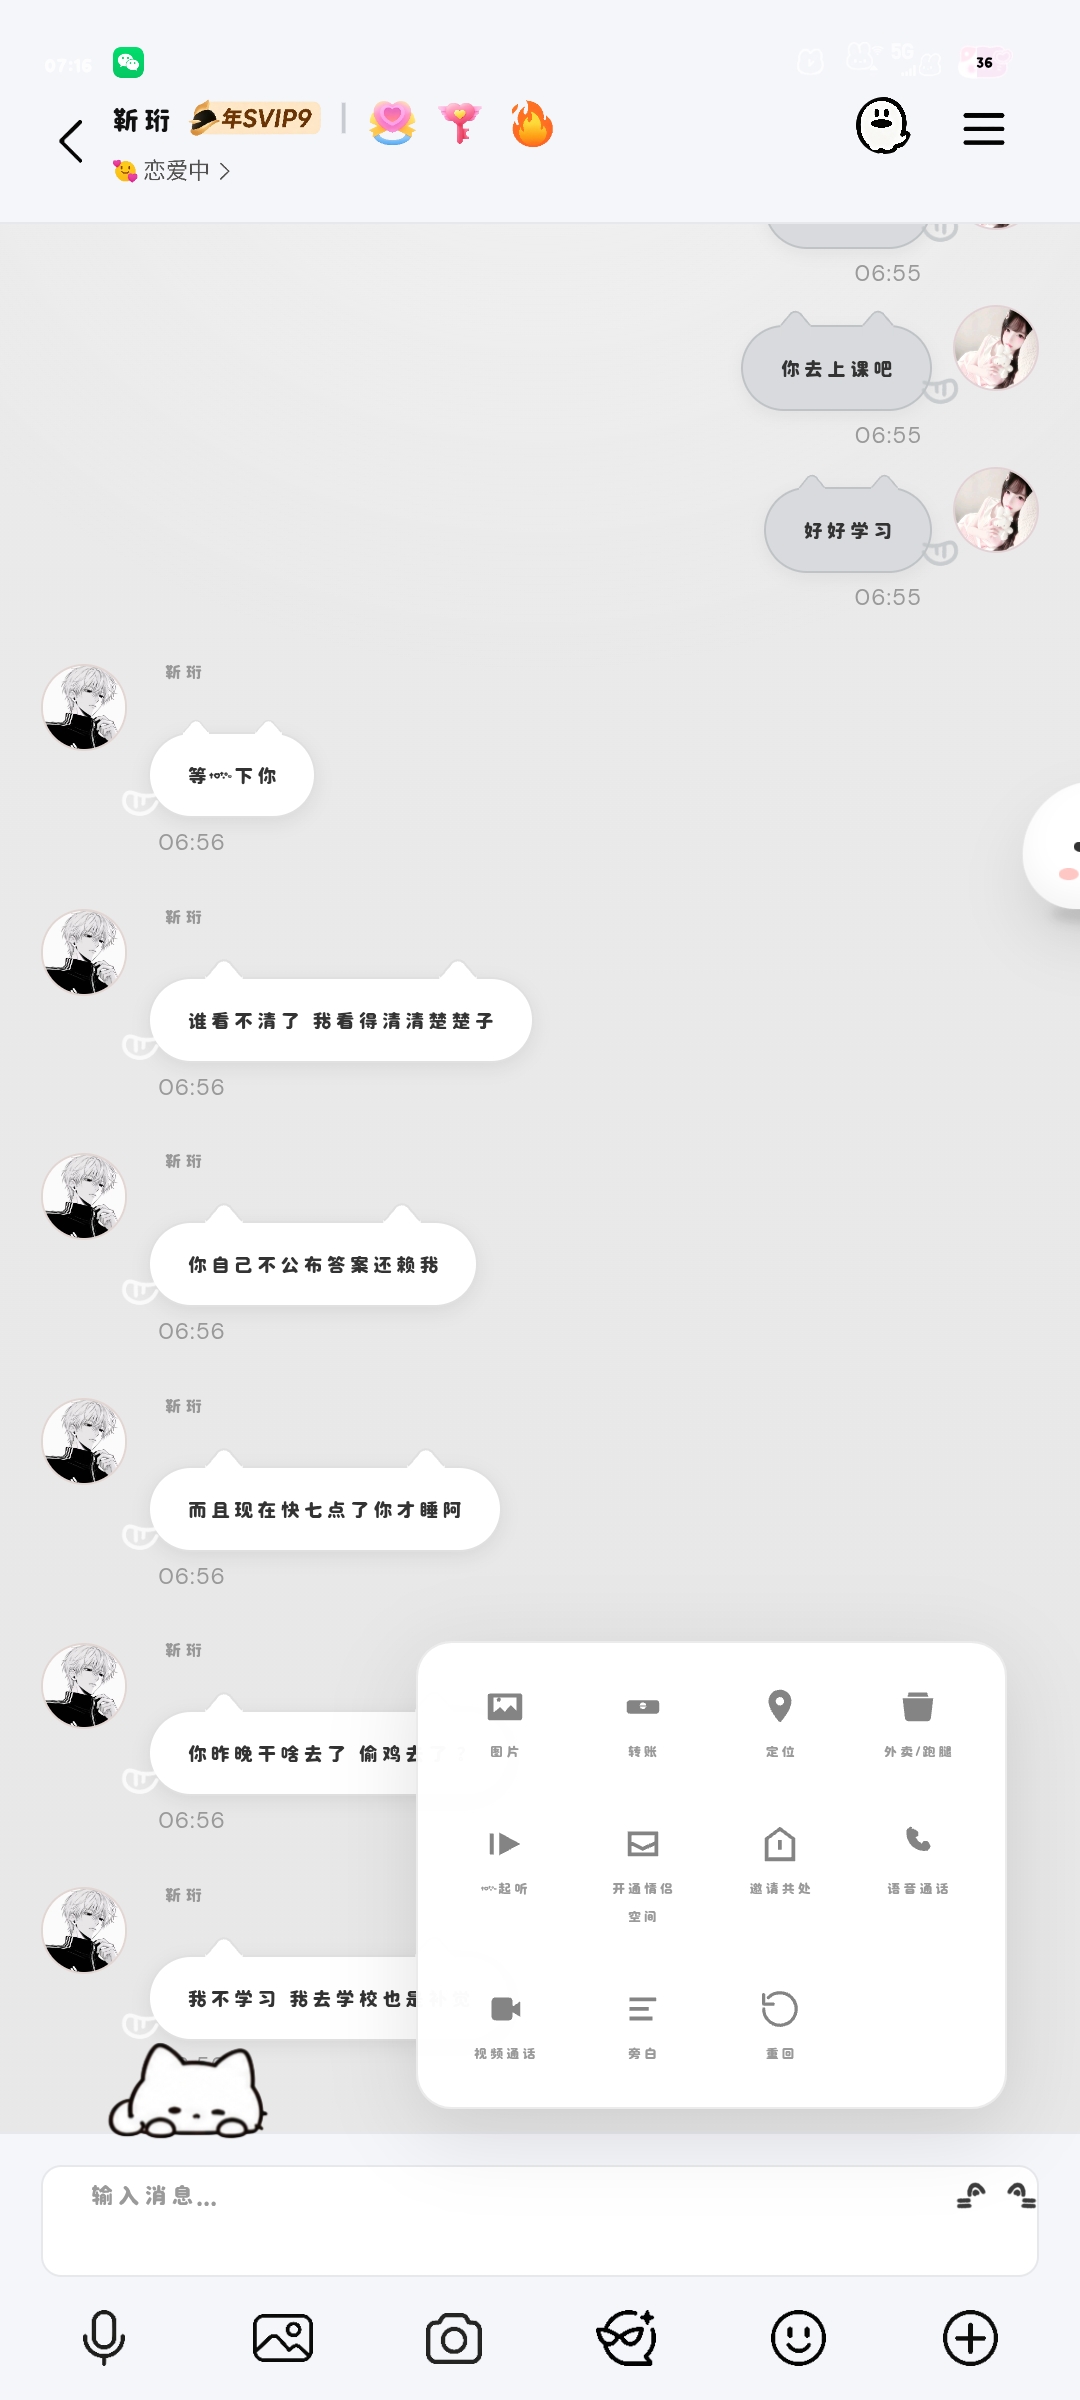 07:16
5G
36
靳珩 年SVIP9
恋爱中
06:55
你去上课吧
06:55
好好学习
06:55
靳珩
等一下你
06:56
靳珩
谁看不清了 我看得清清楚楚子
06:56
靳珩
你自己不公布答案还赖我
06:56
靳珩
而且现在快七点了你才睡阿
06:56
靳珩
你昨晚干啥去了 偷鸡去了
06:56
靳珩
我不学习 我去学校也是
图片
转账
定位
外卖/跑腿
一起听
开通情侣
空间
邀请共处
语音通话
视频通话
旁白
重回
输入消息...